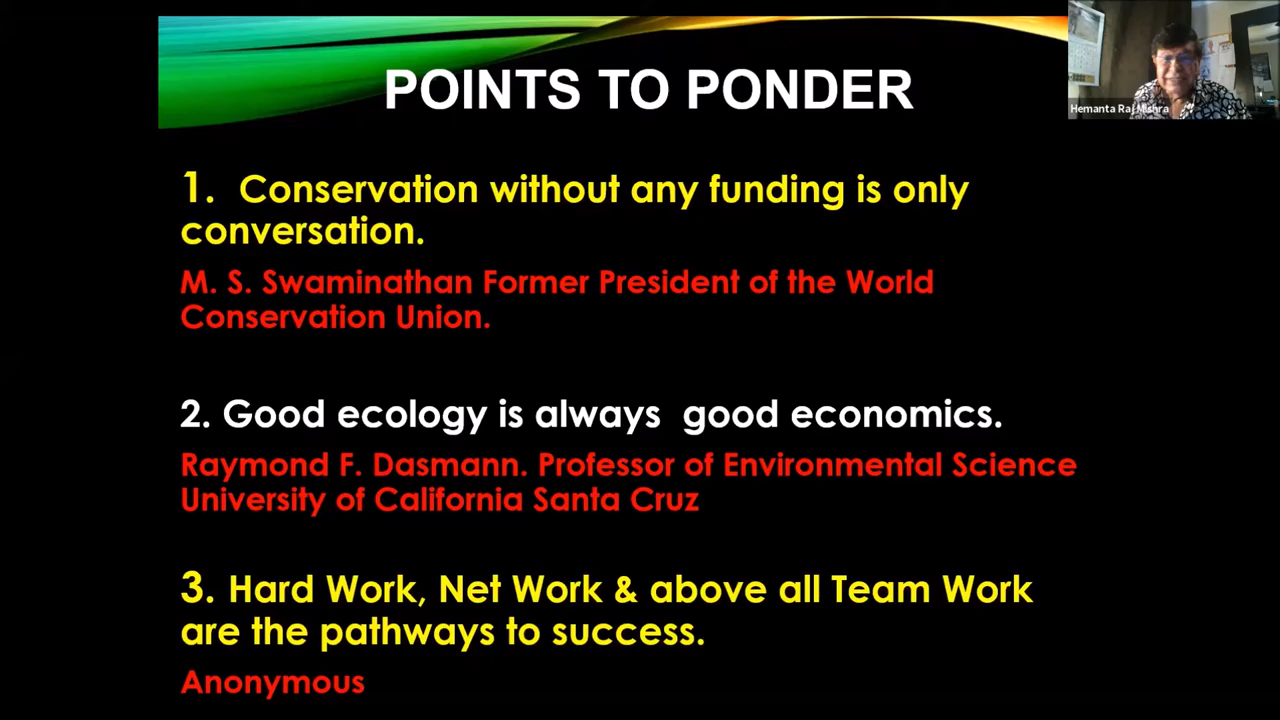 POINTS TO PONDER
Hemanta Raj Mishra
1. Conservation without any funding is only
conversation.
M. S. Swaminathan Former President of the World
Conservation Union.
2. Good ecology is always  good economics.
Raymond F. Dasmann. Professor of Environmental Science
University of California Santa Cruz
3. Hard Work, Net Work & above all Team Work
are the pathways to success.
Anonymous